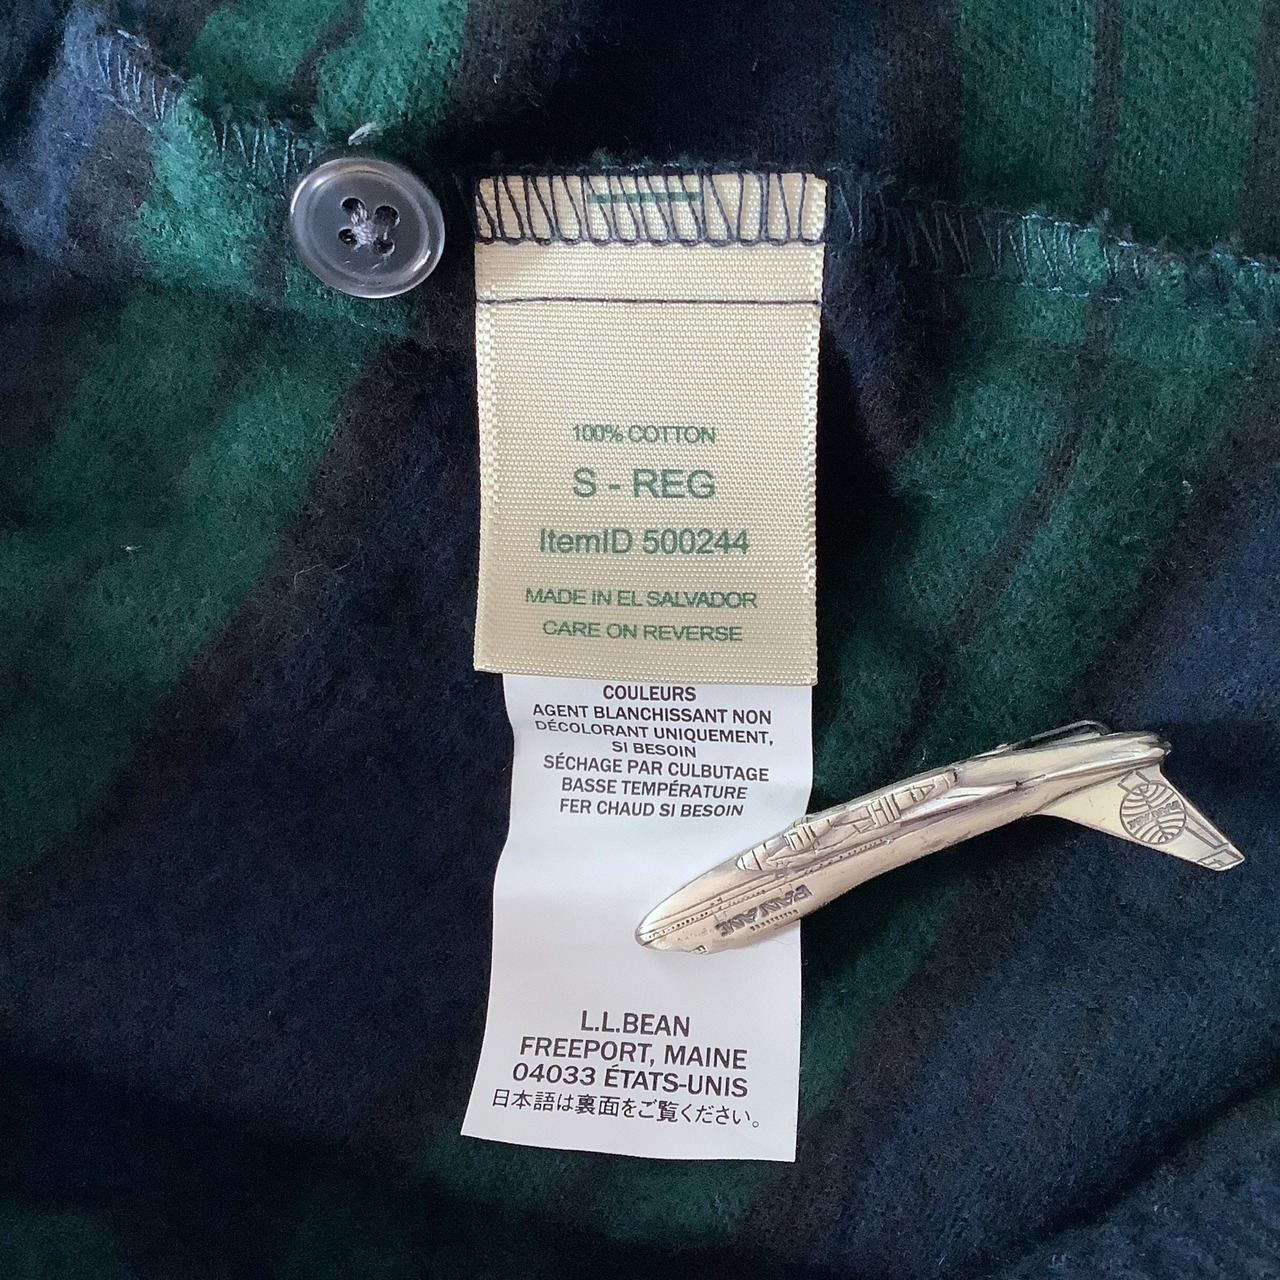 100% COTTON
S - REG
ItemID 500244
MADE IN EL SALVADOR
CARE ON REVERSE
COULEURS
AGENT BLANCHISSANT NON
DÉCOLORANT UNIQUEMENT,
SI BESOIN
SÉCHAGE PAR CULBUTAGE
BASSE TEMPÉRATURE
FER CHAUD SI BESOIN
PAN AM
L.L.BEAN
FREEPORT, MAINE
04033 ÉTATS-UNIS
日本語は裏面をご覧ください。